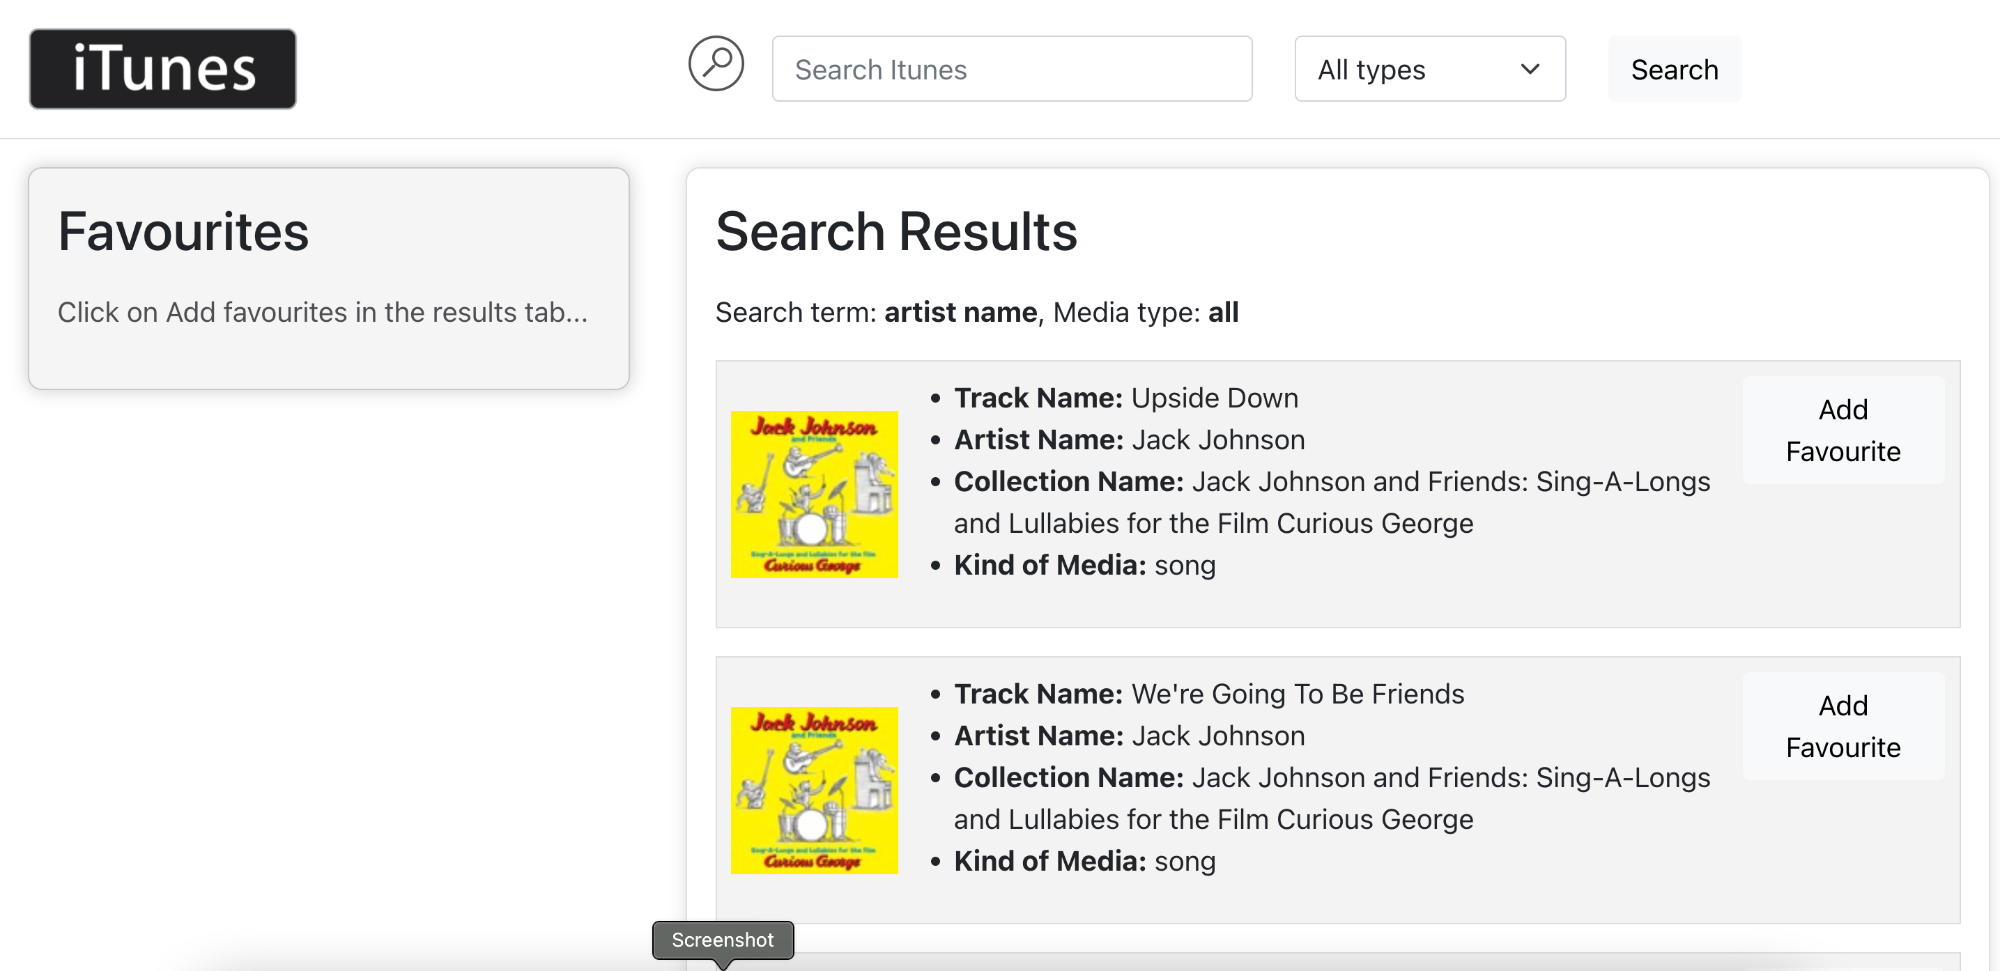 iTunes
Search Itunes
All types
Search
Favourites
Click on Add favourites in the results tab...
Search Results
Search term: artist name, Media type: all
Jack Johnson
and Friends
Sing-A-Longs and Lullabies for the film
Curious George
• Track Name: Upside Down
• Artist Name: Jack Johnson
• Collection Name: Jack Johnson and Friends: Sing-A-Longs
and Lullabies for the Film Curious George
• Kind of Media: song
Add
Favourite
Jack Johnson
and Friends
Sing-A-Longs and Lullabies for the film
Curious George
• Track Name: We're Going To Be Friends
• Artist Name: Jack Johnson
• Collection Name: Jack Johnson and Friends: Sing-A-Longs
and Lullabies for the Film Curious George
• Kind of Media: song
Add
Favourite
Screenshot